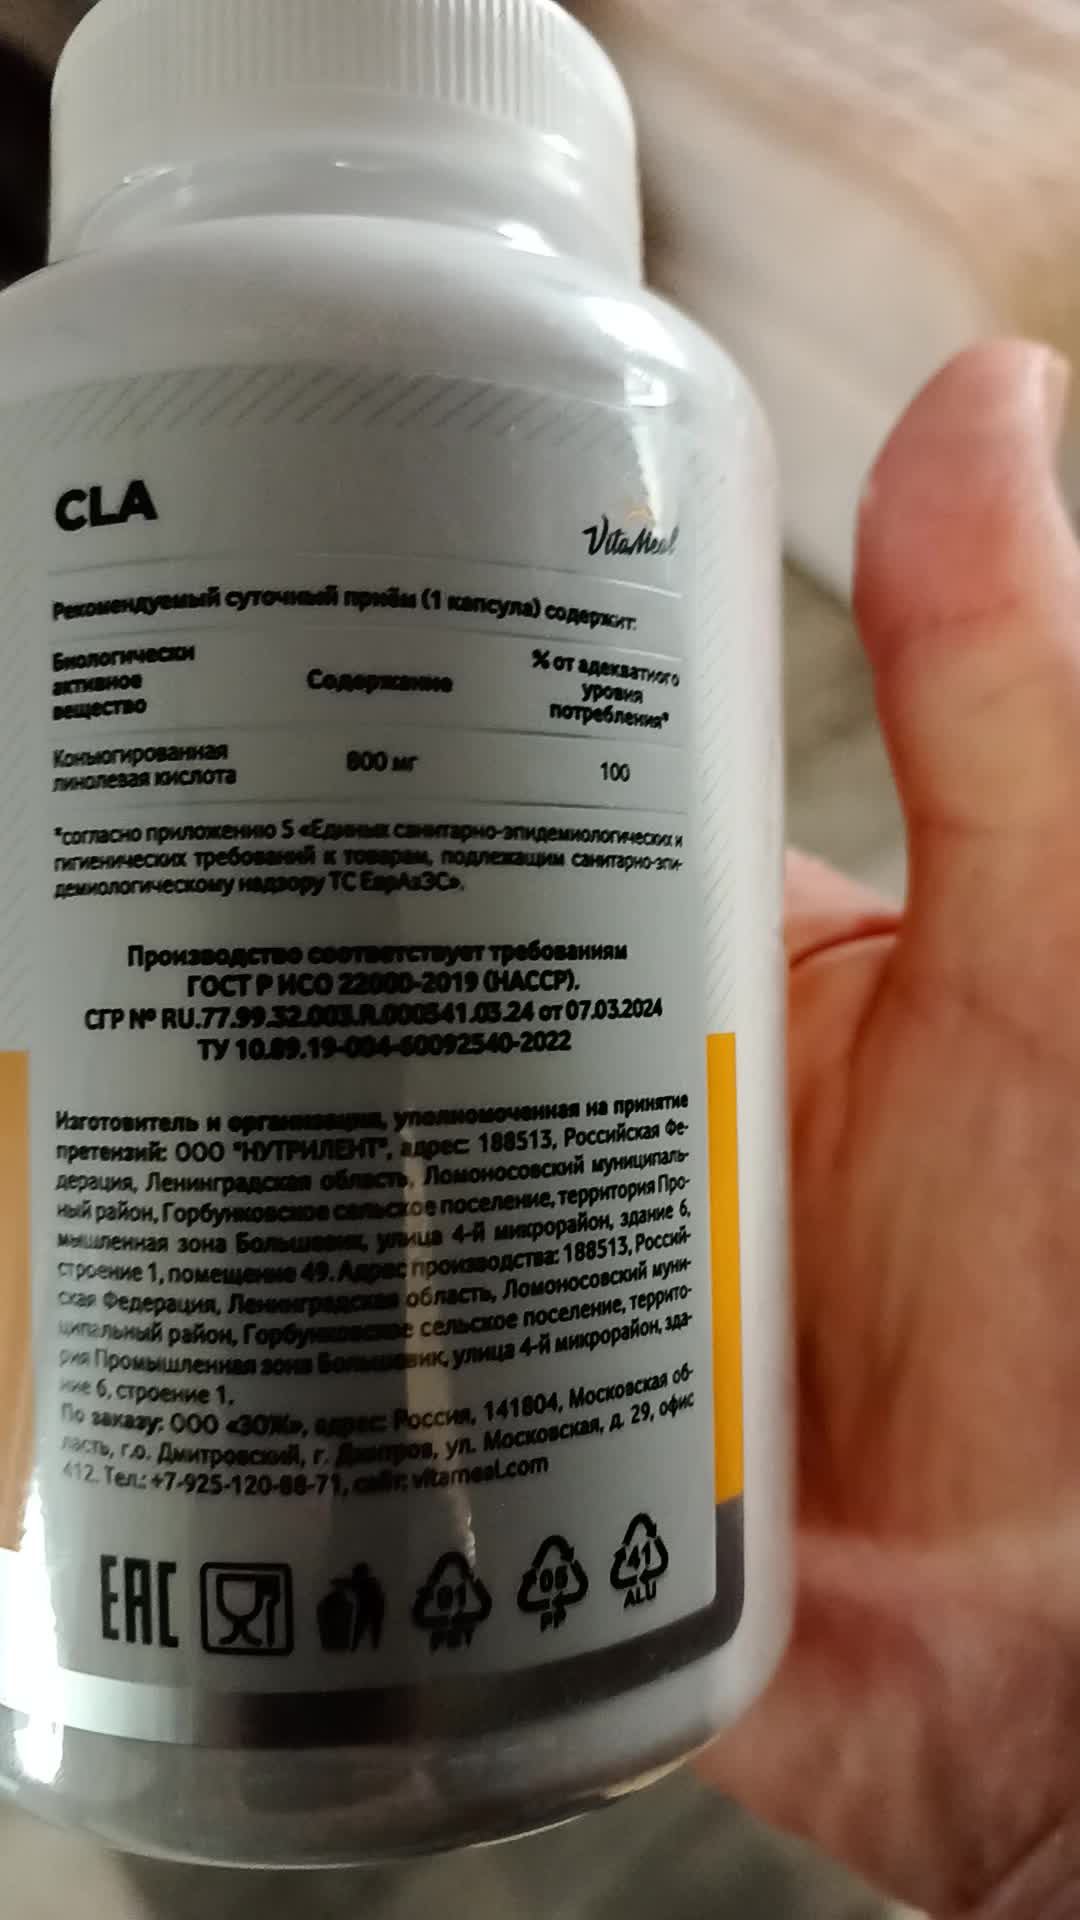 CLA
VitaMeal
Рекомендуемый суточный приём (1 капсула) содержит:
Биологически
активное
вещество
Содержание
% от адекватного
уровня
потребления*
Конъюгированная
линолевая кислота
800 мг
100
*согласно приложению 5 «Единых санитарно-эпидемиологических и
гигиенических требований к товарам, подлежащим санитарно-эпи-
демиологическому надзору ТС ЕврАзЭС».
Производство соответствует требованиям
ГОСТ Р ИСО 22000-2019 (HACCP).
СГР № RU.77.99.32.003.R.000541.03.24 от 07.03.2024
ТУ 10.89.19-004-60092540-2022
Изготовитель и организация, уполномоченная на принятие
претензий: ООО "НУТРИЛЕНТ", адрес: 188513, Российская Фе-
дерация, Ленинградская область, Ломоносовский муниципаль-
ный район, Горбунковское сельское поселение, территория Про-
мышленная зона Большевик, улица 4-й микрорайон, здание 6,
строение 1, помещение 49. Адрес производства: 188513, Россий-
ская Федерация, Ленинградская область, Ломоносовский муни-
ципальный район, Горбунковское сельское поселение, террито-
рия Промышленная зона Большевик, улица 4-й микрорайон, зда-
ние 6, строение 1.
По заказу: ООО «ЗОЖ», адрес: Россия, 141804, Московская об-
ласть, г.о. Дмитровский, г. Дмитров, ул. Московская, д. 29, офис
412. Тел.: +7-925-120-88-71, сайт: vitameal.com
EAC
01
PET
05
PP
41
ALU